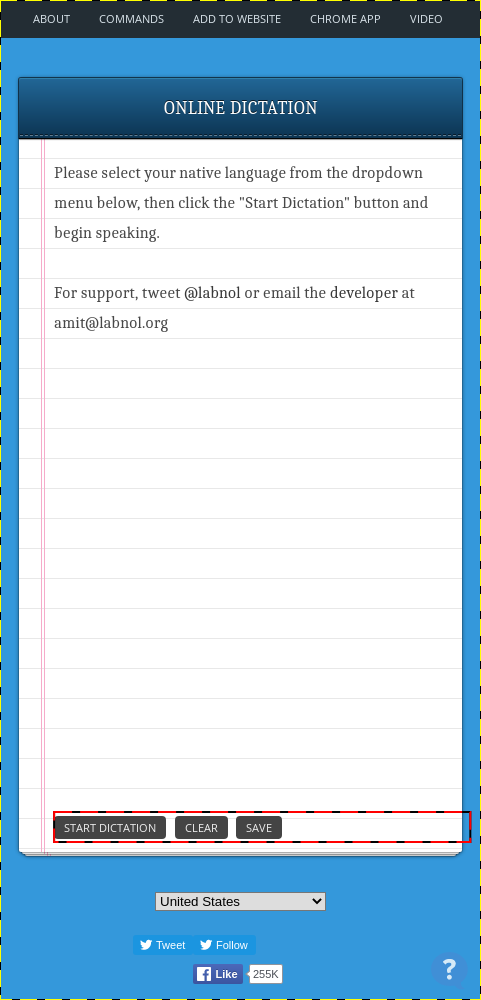 ABOUT COMMANDS ADD TO WEBSITE CHROME APP VIDEO
ONLINE DICTATION
Please select your native language from the dropdown
menu below, then click the "Start Dictation" button and
begin speaking.
For support, tweet @labnol or email the developer at
amit@labnol.org
START DICTATION CLEAR SAVE
United States
Tweet Follow
Like 255K
?